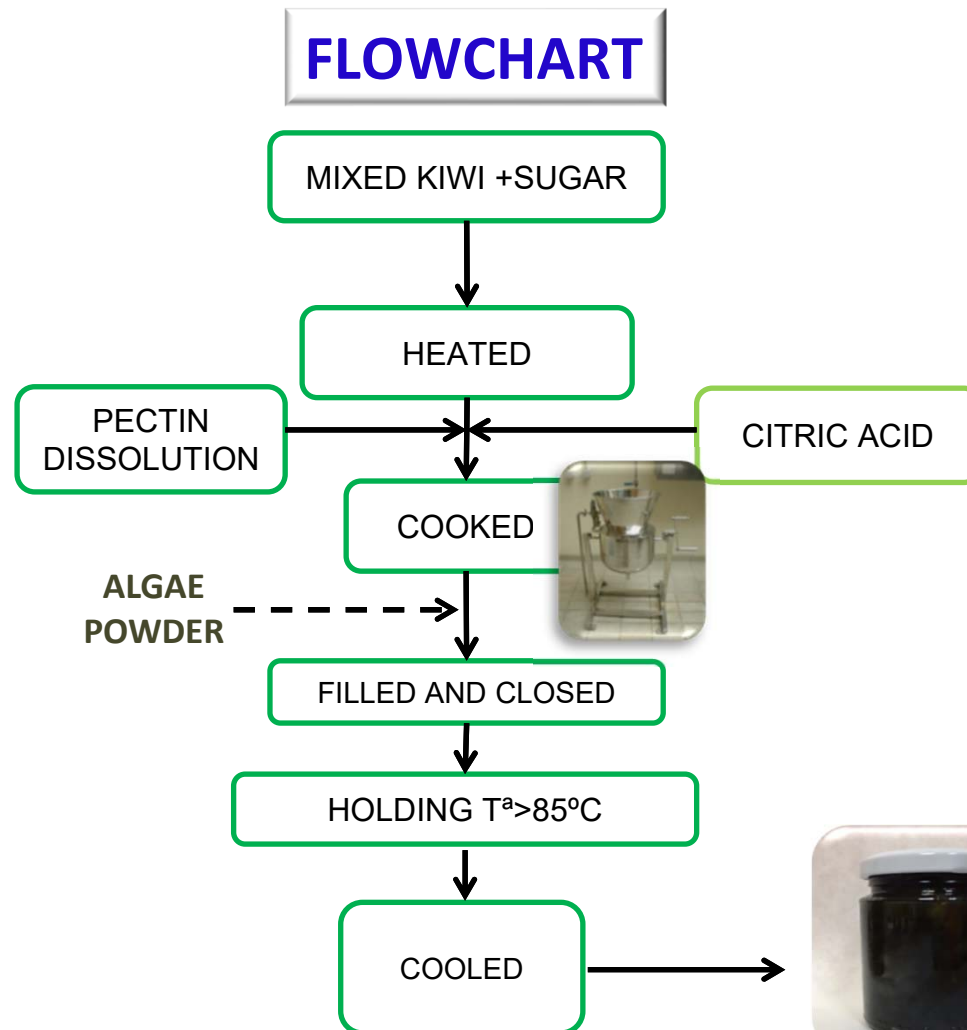 FLOWCHART
MIXED KIWI +SUGAR
HEATED
PECTIN
DISSOLUTION
CITRIC ACID
COOKED
ALGAE
POWDER
FILLED AND CLOSED
HOLDING Tª>85ºC
COOLED